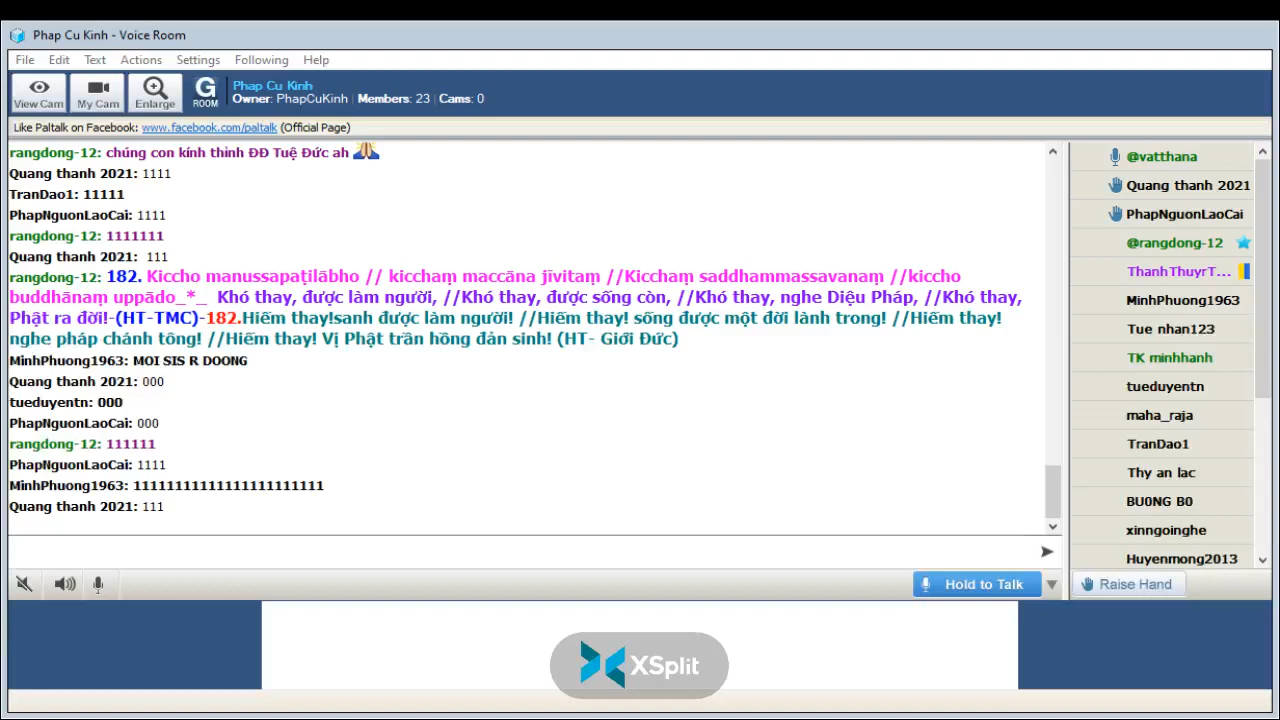 Phap Cu Kinh - Voice Room
File Edit Text Actions Settings Following Help
View Cam My Cam Enlarge G ROOM
Phap Cu Kinh
Owner: PhapCuKinh | Members: 23 | Cams: 0
Like Paltalk on Facebook: www.facebook.com/paltalk (Official Page)
rangdong-12: chúng con kính thinh ĐĐ Tuệ Đức ah 🙏
Quang thanh 2021: 1111
TranDao1: 11111
PhapNguonLaoCai: 1111
rangdong-12: 1111111
Quang thanh 2021: 111
rangdong-12: 182. Kiccho manussapaṭilābho // kicchaṃ maccāna jīvitaṃ //Kicchaṃ saddhammassavanaṃ //kiccho
buddhānaṃ uppādo_*_ Khó thay, được làm người, //Khó thay, được sống còn, //Khó thay, nghe Diệu Pháp, //Khó thay,
Phật ra đời!-(HT-TMC)-182.Hiếm thay!sanh được làm người! //Hiếm thay! sống được một đời lành trong! //Hiếm thay!
nghe pháp chánh tông! //Hiếm thay! Vị Phật trần hồng đản sinh! (HT- Giới Đức)
MinhPhuong1963: MOI SIS R DOONG
Quang thanh 2021: 000
tueduyentn: 000
PhapNguonLaoCai: 000
rangdong-12: 111111
PhapNguonLaoCai: 1111
MinhPhuong1963: 11111111111111111111111
Quang thanh 2021: 111
@vatthana
Quang thanh 2021
PhapNguonLaoCai
@rangdong-12
ThanhThuyrT...
MinhPhuong1963
Tue nhan123
TK minhhanh
tueduyentn
maha_raja
TranDao1
Thy an lac
BU0NG B0
xinngoinghe
Huyenmong2013
Hold to Talk
Raise Hand
XSplit